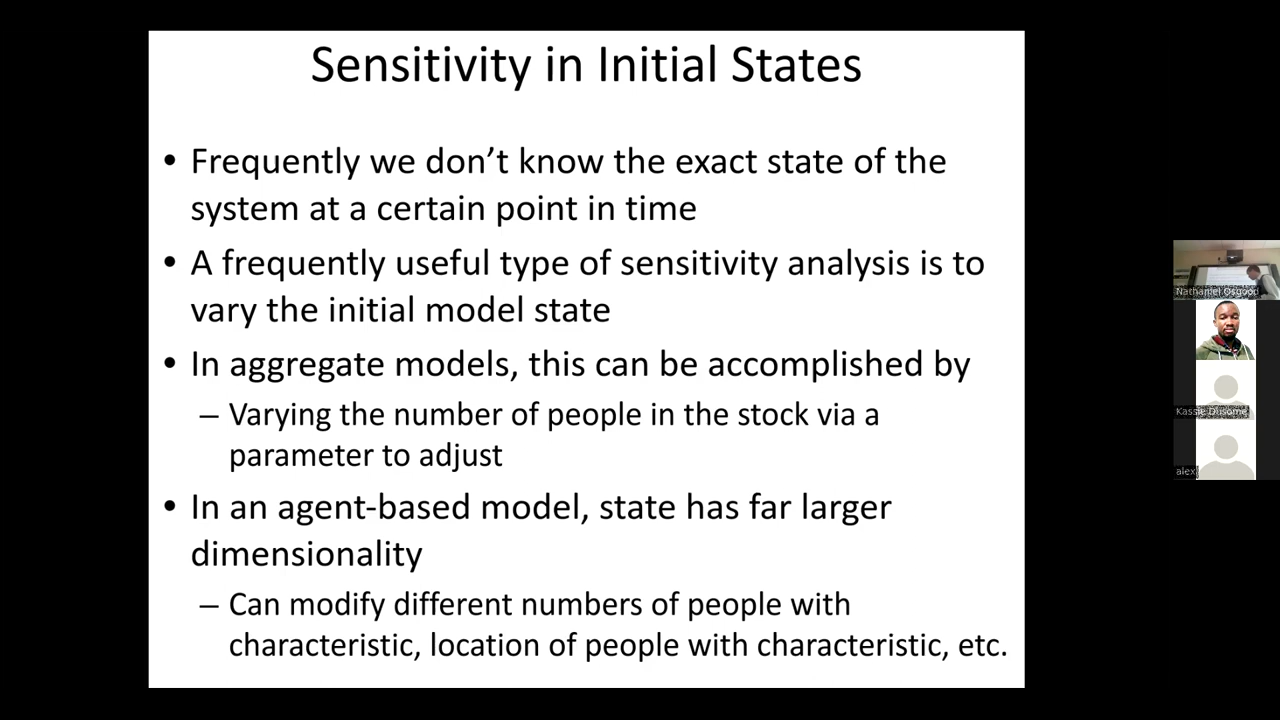 Sensitivity in Initial States
• Frequently we don’t know the exact state of the
system at a certain point in time
• A frequently useful type of sensitivity analysis is to
vary the initial model state
• In aggregate models, this can be accomplished by
– Varying the number of people in the stock via a
parameter to adjust
• In an agent-based model, state has far larger
dimensionality
– Can modify different numbers of people with
characteristic, location of people with characteristic, etc.
Nathaniel Osgood
Kassie
alex